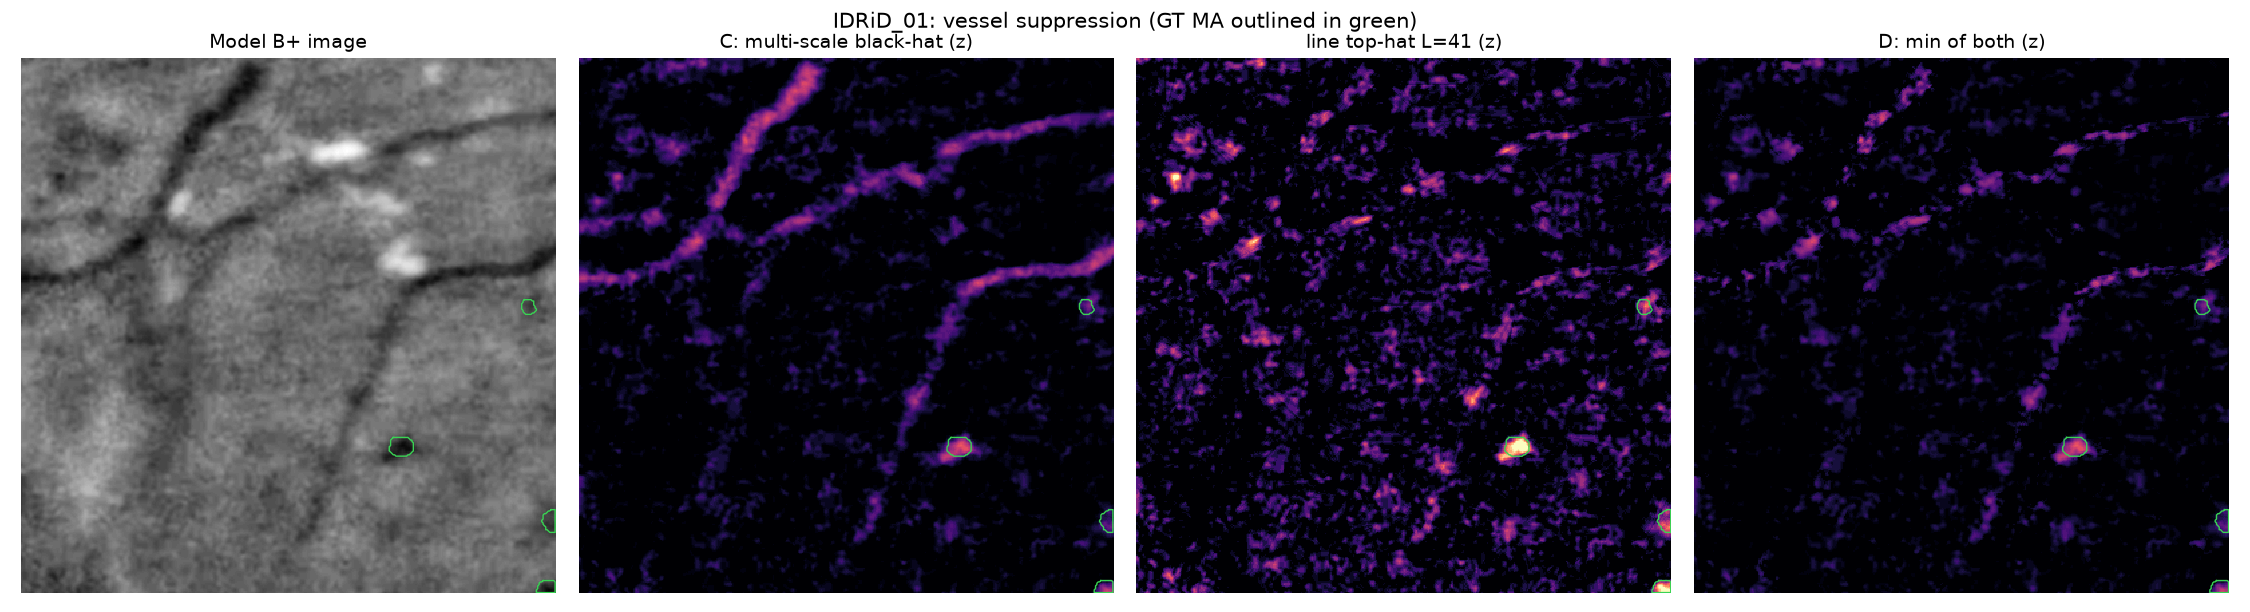 IDRiD_01: vessel suppression (GT MA outlined in green)
Model B+ image
C: multi-scale black-hat (z)
line top-hat L=41 (z)
D: min of both (z)